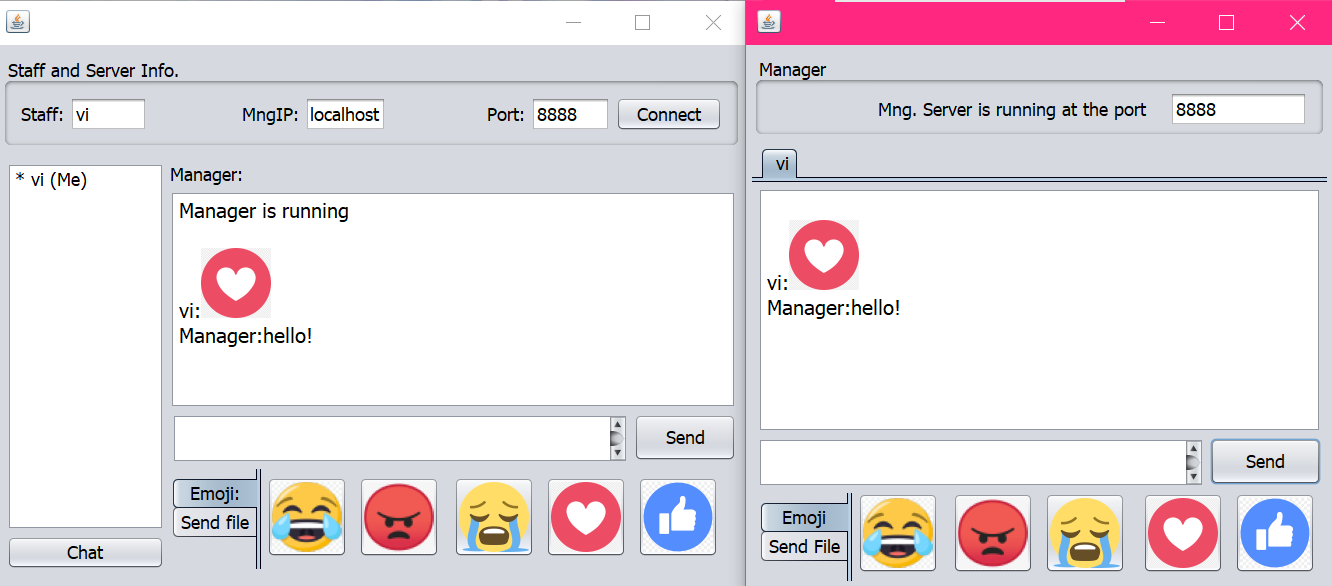 Staff and Server Info.
Staff: vi MngIP: localhost Port: 8888 Connect
* vi (Me)
Manager:
Manager is running
vi:
Manager:hello!
Send
Emoji:
Send file
Chat
Manager
Mng. Server is running at the port 8888
vi
vi:
Manager:hello!
Send
Emoji
Send File